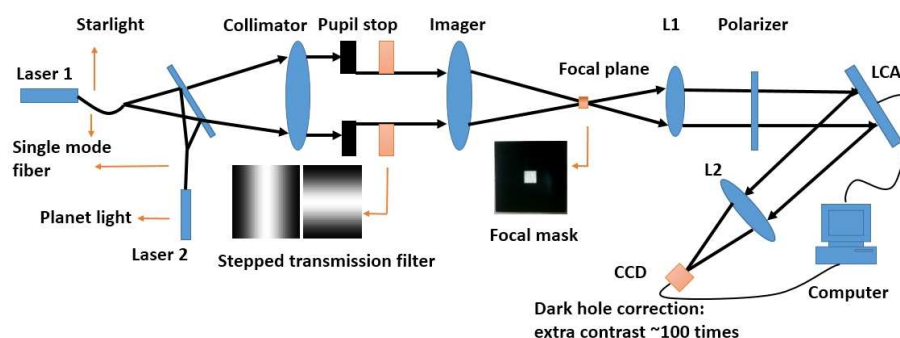 Starlight
Collimator
Pupil stop
Imager
L1
Polarizer
Laser 1
Focal plane
LCA
Single mode
fiber
L2
Planet light
Focal mask
Laser 2
Stepped transmission filter
CCD
Computer
Dark hole correction:
extra contrast ~100 times